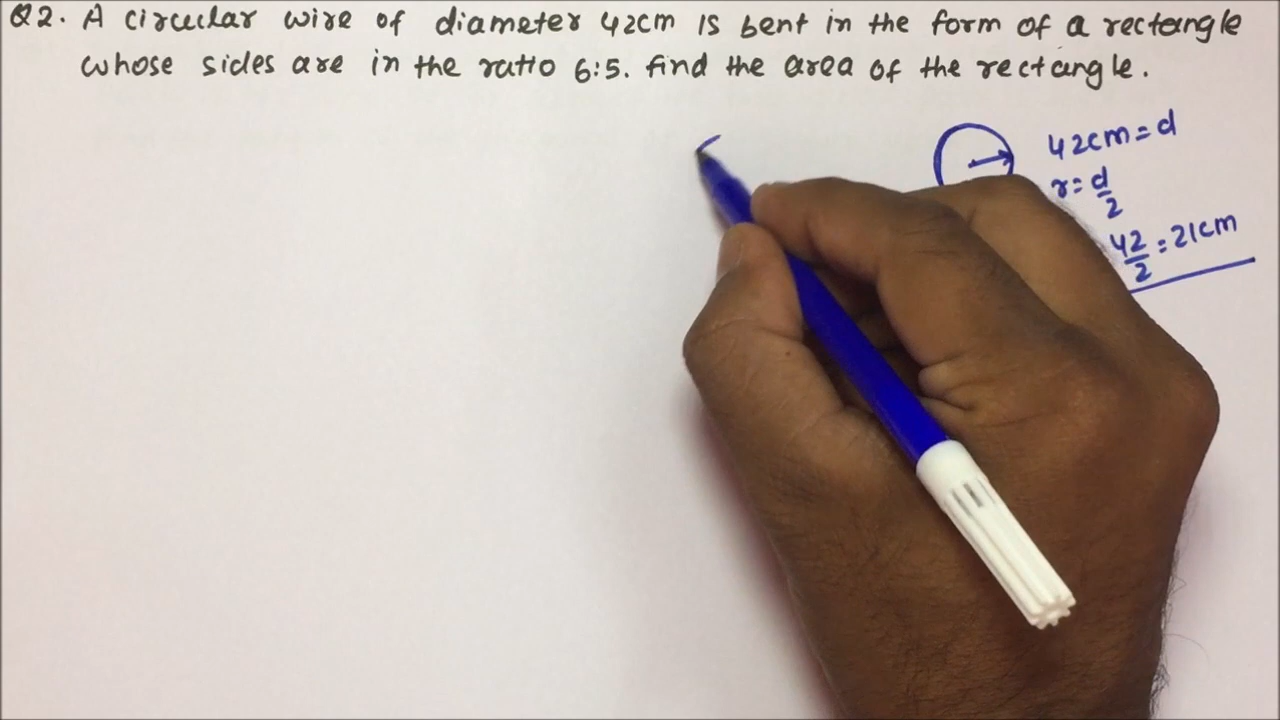 Q2. A circular wire of diameter 42cm is bent in the form of a rectangle
whose sides are in the ratio 6:5. find the area of the rectangle.
42cm = d
r = d/2
42/2 = 21cm